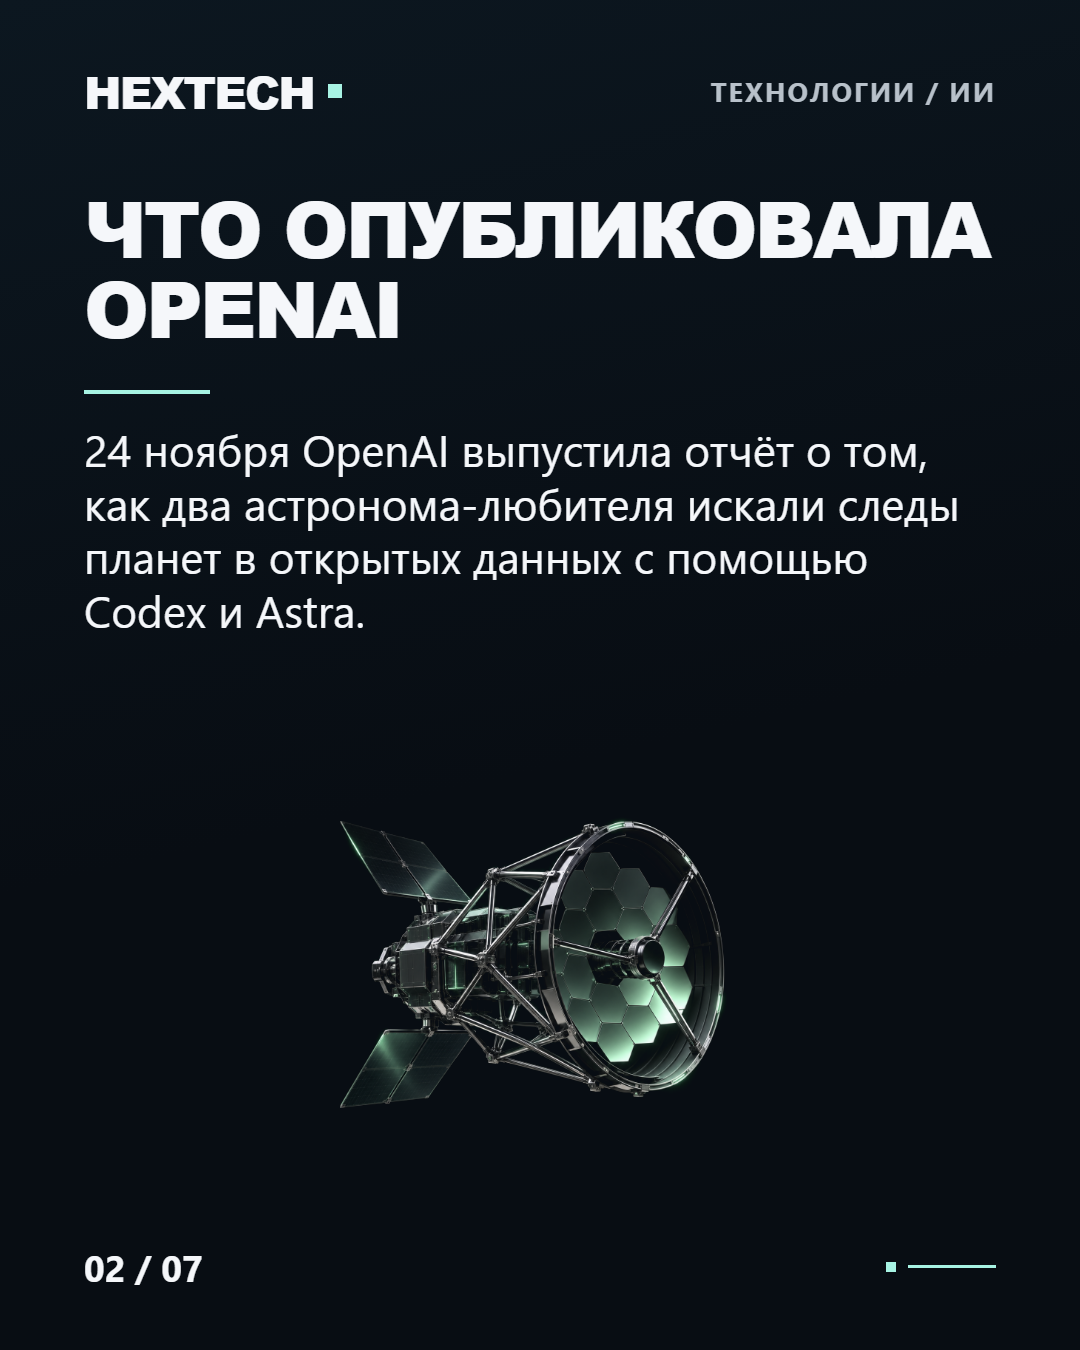 HEXTECH
ТЕХНОЛОГИИ / ИИ
ЧТО ОПУБЛИКОВАЛА
OPENAI
24 ноября OpenAI выпустила отчёт о том,
как два астронома-любителя искали следы
планет в открытых данных с помощью
Codex и Astra.
02 / 07